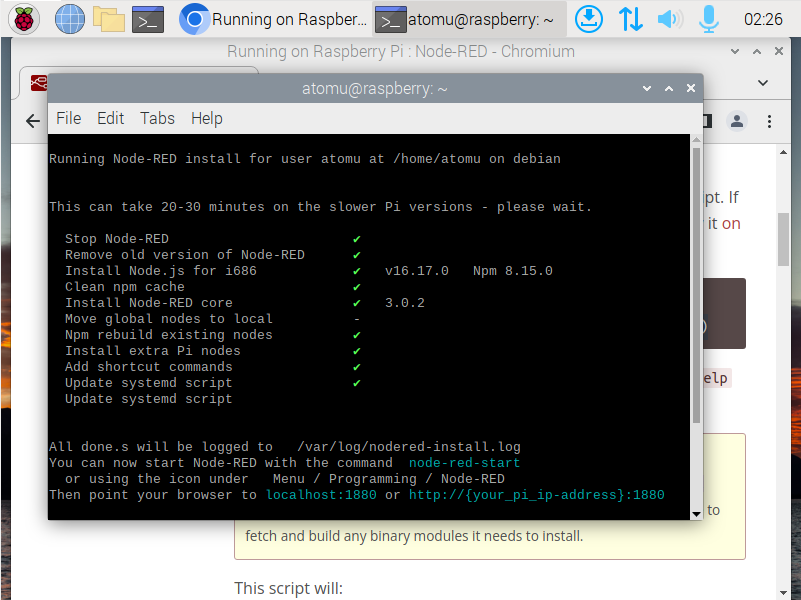 Running on Raspber... atomu@raspberry: ~ 02:26
Running on Raspberry Pi : Node-RED - Chromium
atomu@raspberry: ~
File Edit Tabs Help
Running Node-RED install for user atomu at /home/atomu on debian
This can take 20-30 minutes on the slower Pi versions - please wait.
Stop Node-RED ✔
Remove old version of Node-RED ✔
Install Node.js for i686 ✔ v16.17.0 Npm 8.15.0
Clean npm cache ✔
Install Node-RED core ✔ 3.0.2
Move global nodes to local -
Npm rebuild existing nodes ✔
Install extra Pi nodes ✔
Add shortcut commands ✔
Update systemd script ✔
Update systemd script
All done.s will be logged to /var/log/nodered-install.log
You can now start Node-RED with the command node-red-start
or using the icon under Menu / Programming / Node-RED
Then point your browser to localhost:1880 or http://{your_pi_ip-address}:1880
pt. If
it on
)
elp
to
fetch and build any binary modules it needs to install.
This script will: